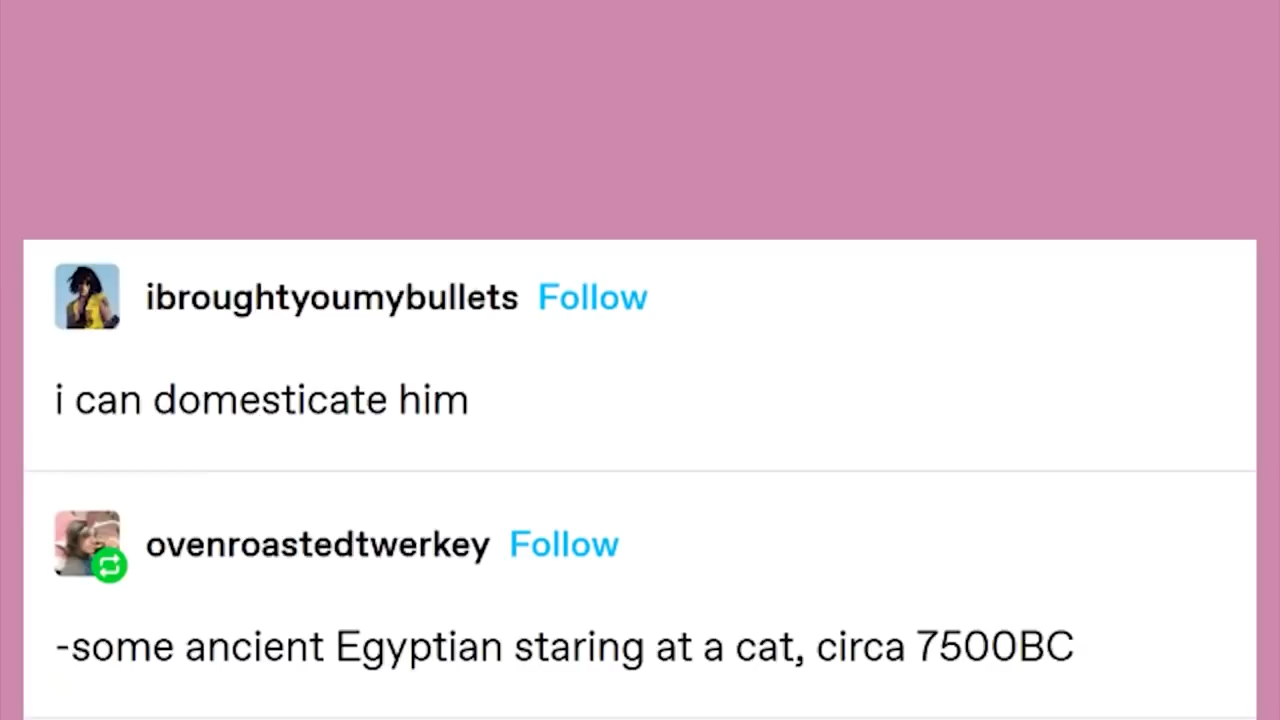 ibroughtyoumybullets Follow
i can domesticate him
ovenroastedtwerkey Follow
-some ancient Egyptian staring at a cat, circa 7500BC